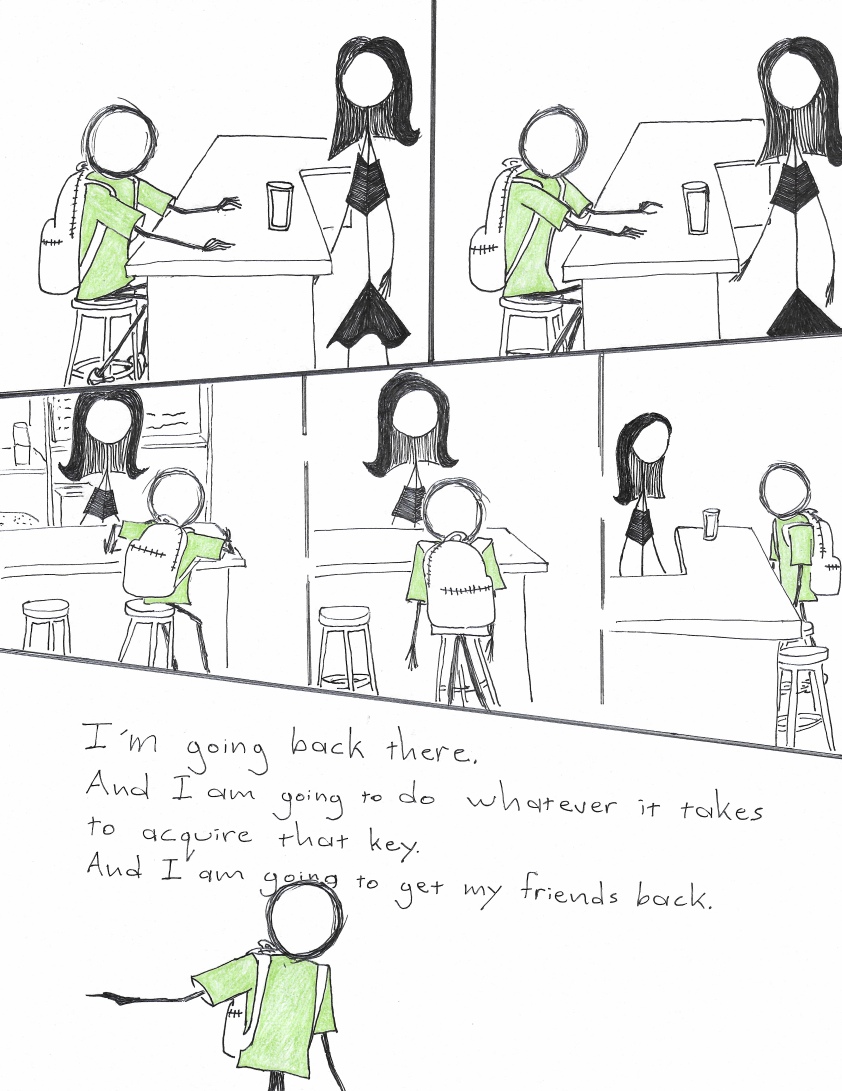 I'm going back there.
And I am going to do whatever it takes
to acquire that key.
And I am going to get my friends back.